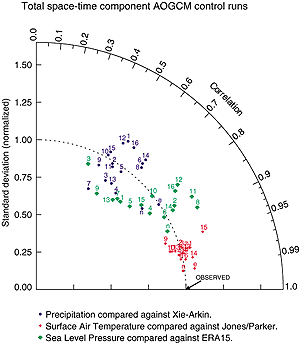 Total space-time component AOGCM control runs
0.0 0.1 0.2 0.3 0.4 0.5 0.6 0.7 0.8 0.9 0.95 0.99 1.0
Correlation
Standard deviation (normalized)
1.50
1.25
1.00
0.75
0.50
0.25
0.00
OBSERVED
Precipitation compared against Xie-Arkin.
Surface Air Temperature compared against Jones/Parker.
Sea Level Pressure compared against ERA15.